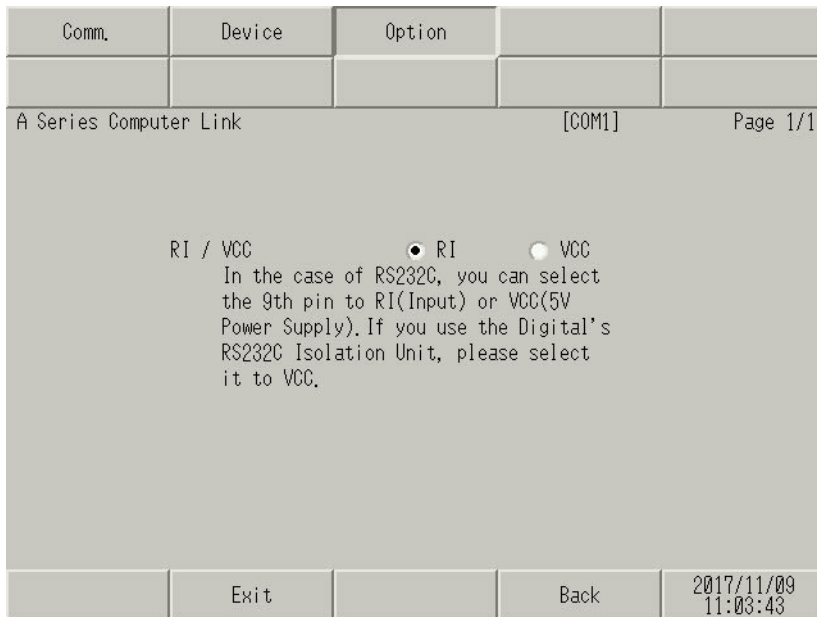 Comm. Device Option
A Series Computer Link [COM1] Page 1/1
RI / VCC RI VCC
In the case of RS232C, you can select
the 9th pin to RI(Input) or VCC(5V
Power Supply). If you use the Digital's
RS232C Isolation Unit, please select
it to VCC.
Exit Back 2017/11/09
11:03:43